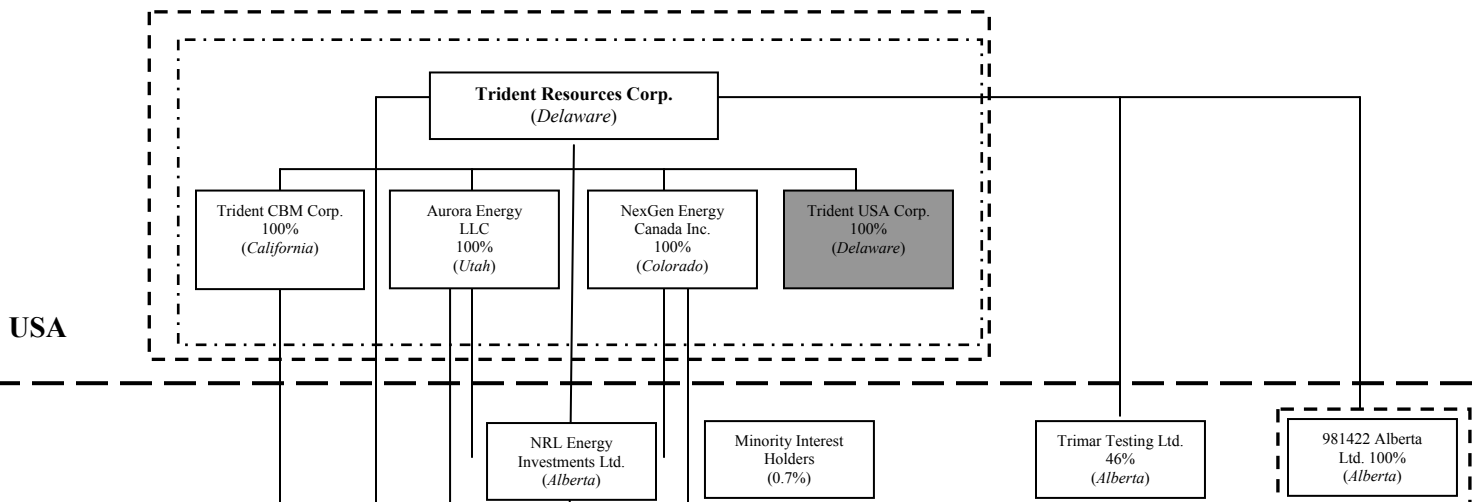 Trident Resources Corp.
(Delaware)
Trident CBM Corp.
100%
(California)
Aurora Energy
LLC
100%
(Utah)
NexGen Energy
Canada Inc.
100%
(Colorado)
Trident USA Corp.
100%
(Delaware)
USA
NRL Energy
Investments Ltd.
(Alberta)
Minority Interest
Holders
(0.7%)
Trimar Testing Ltd.
46%
(Alberta)
981422 Alberta
Ltd. 100%
(Alberta)